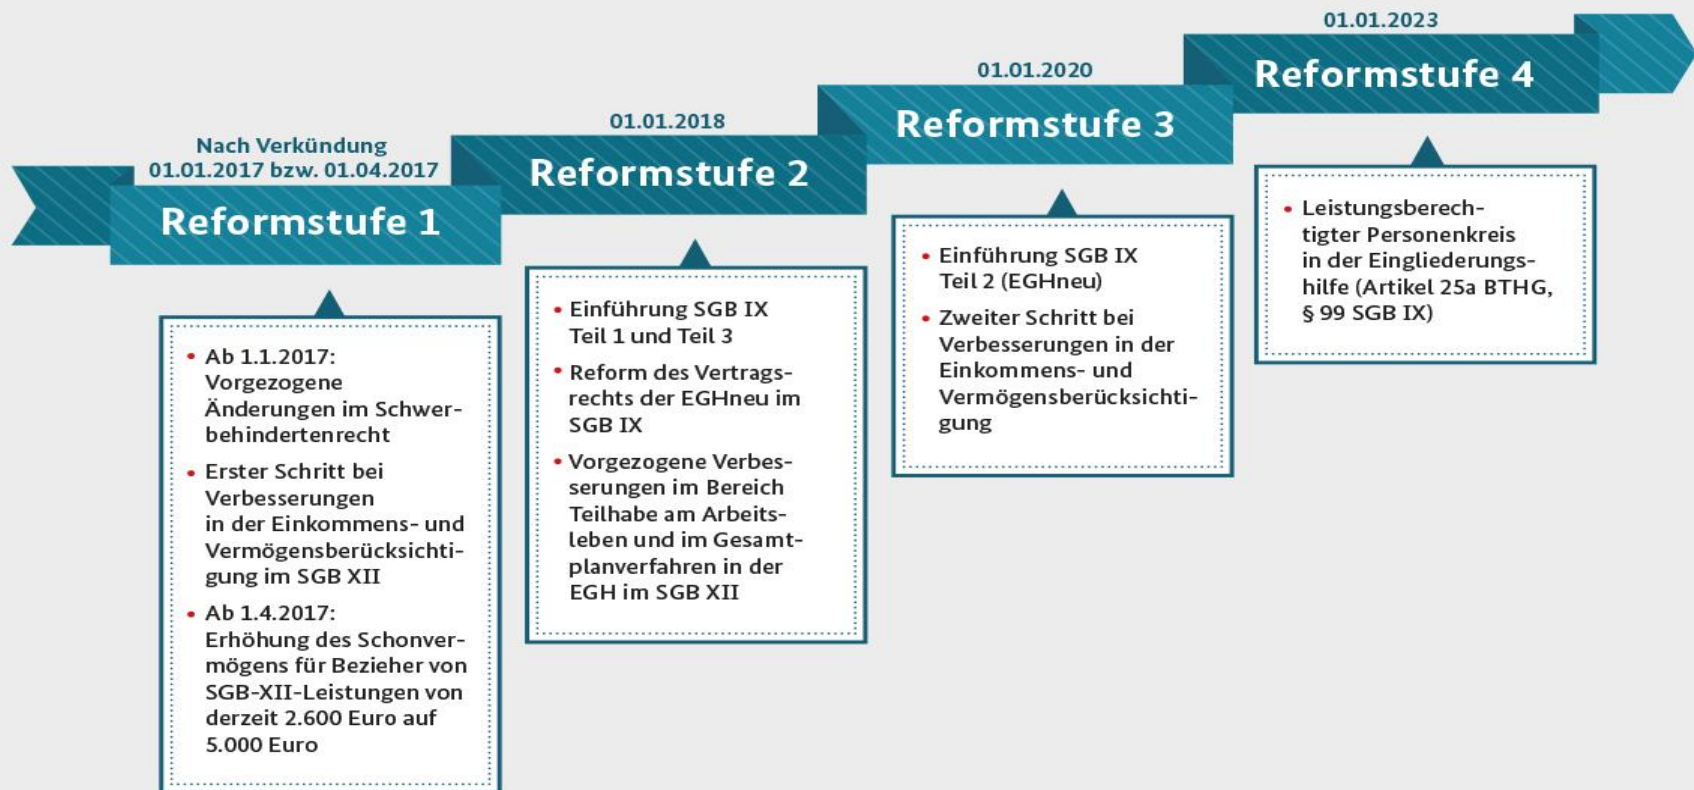 Nach Verkündung
01.01.2017 bzw. 01.04.2017
Reformstufe 1
• Ab 1.1.2017:
Vorgezogene
Änderungen im Schwer-
behindertenrecht
• Erster Schritt bei
Verbesserungen
in der Einkommens- und
Vermögensberücksichti-
gung im SGB XII
• Ab 1.4.2017:
Erhöhung des Schonver-
mögens für Bezieher von
SGB-XII-Leistungen von
derzeit 2.600 Euro auf
5.000 Euro
01.01.2018
Reformstufe 2
• Einführung SGB IX
Teil 1 und Teil 3
• Reform des Vertrags-
rechts der EGHneu im
SGB IX
• Vorgezogene Verbes-
serungen im Bereich
Teilhabe am Arbeits-
leben und im Gesamt-
planverfahren in der
EGH im SGB XII
01.01.2020
Reformstufe 3
• Einführung SGB IX
Teil 2 (EGHneu)
• Zweiter Schritt bei
Verbesserungen in der
Einkommens- und
Vermögensberücksichti-
gung
01.01.2023
Reformstufe 4
• Leistungsberech-
tigter Personenkreis
in der Eingliederungs-
hilfe (Artikel 25a BTHG,
§ 99 SGB IX)